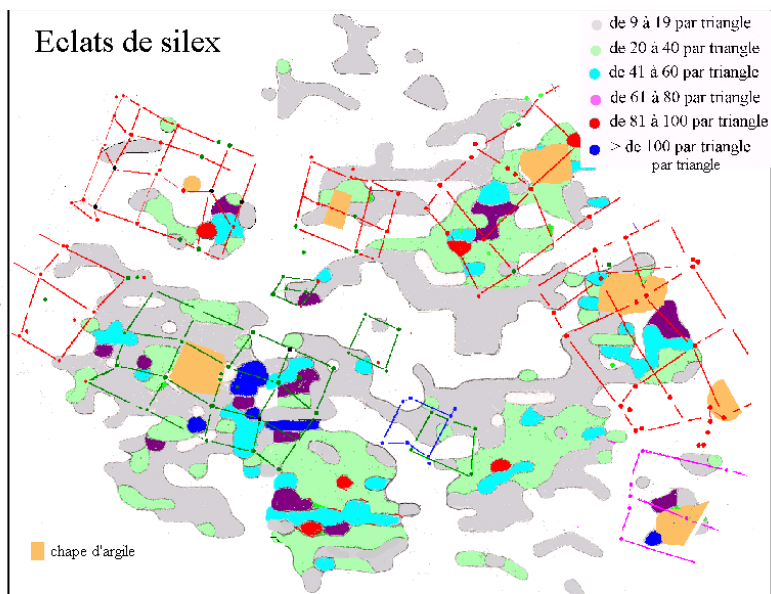 Eclats de silex
de 9 à 19 par triangle
de 20 à 40 par triangle
de 41 à 60 par triangle
de 61 à 80 par triangle
de 81 à 100 par triangle
> de 100 par triangle
par triangle
chape d'argile